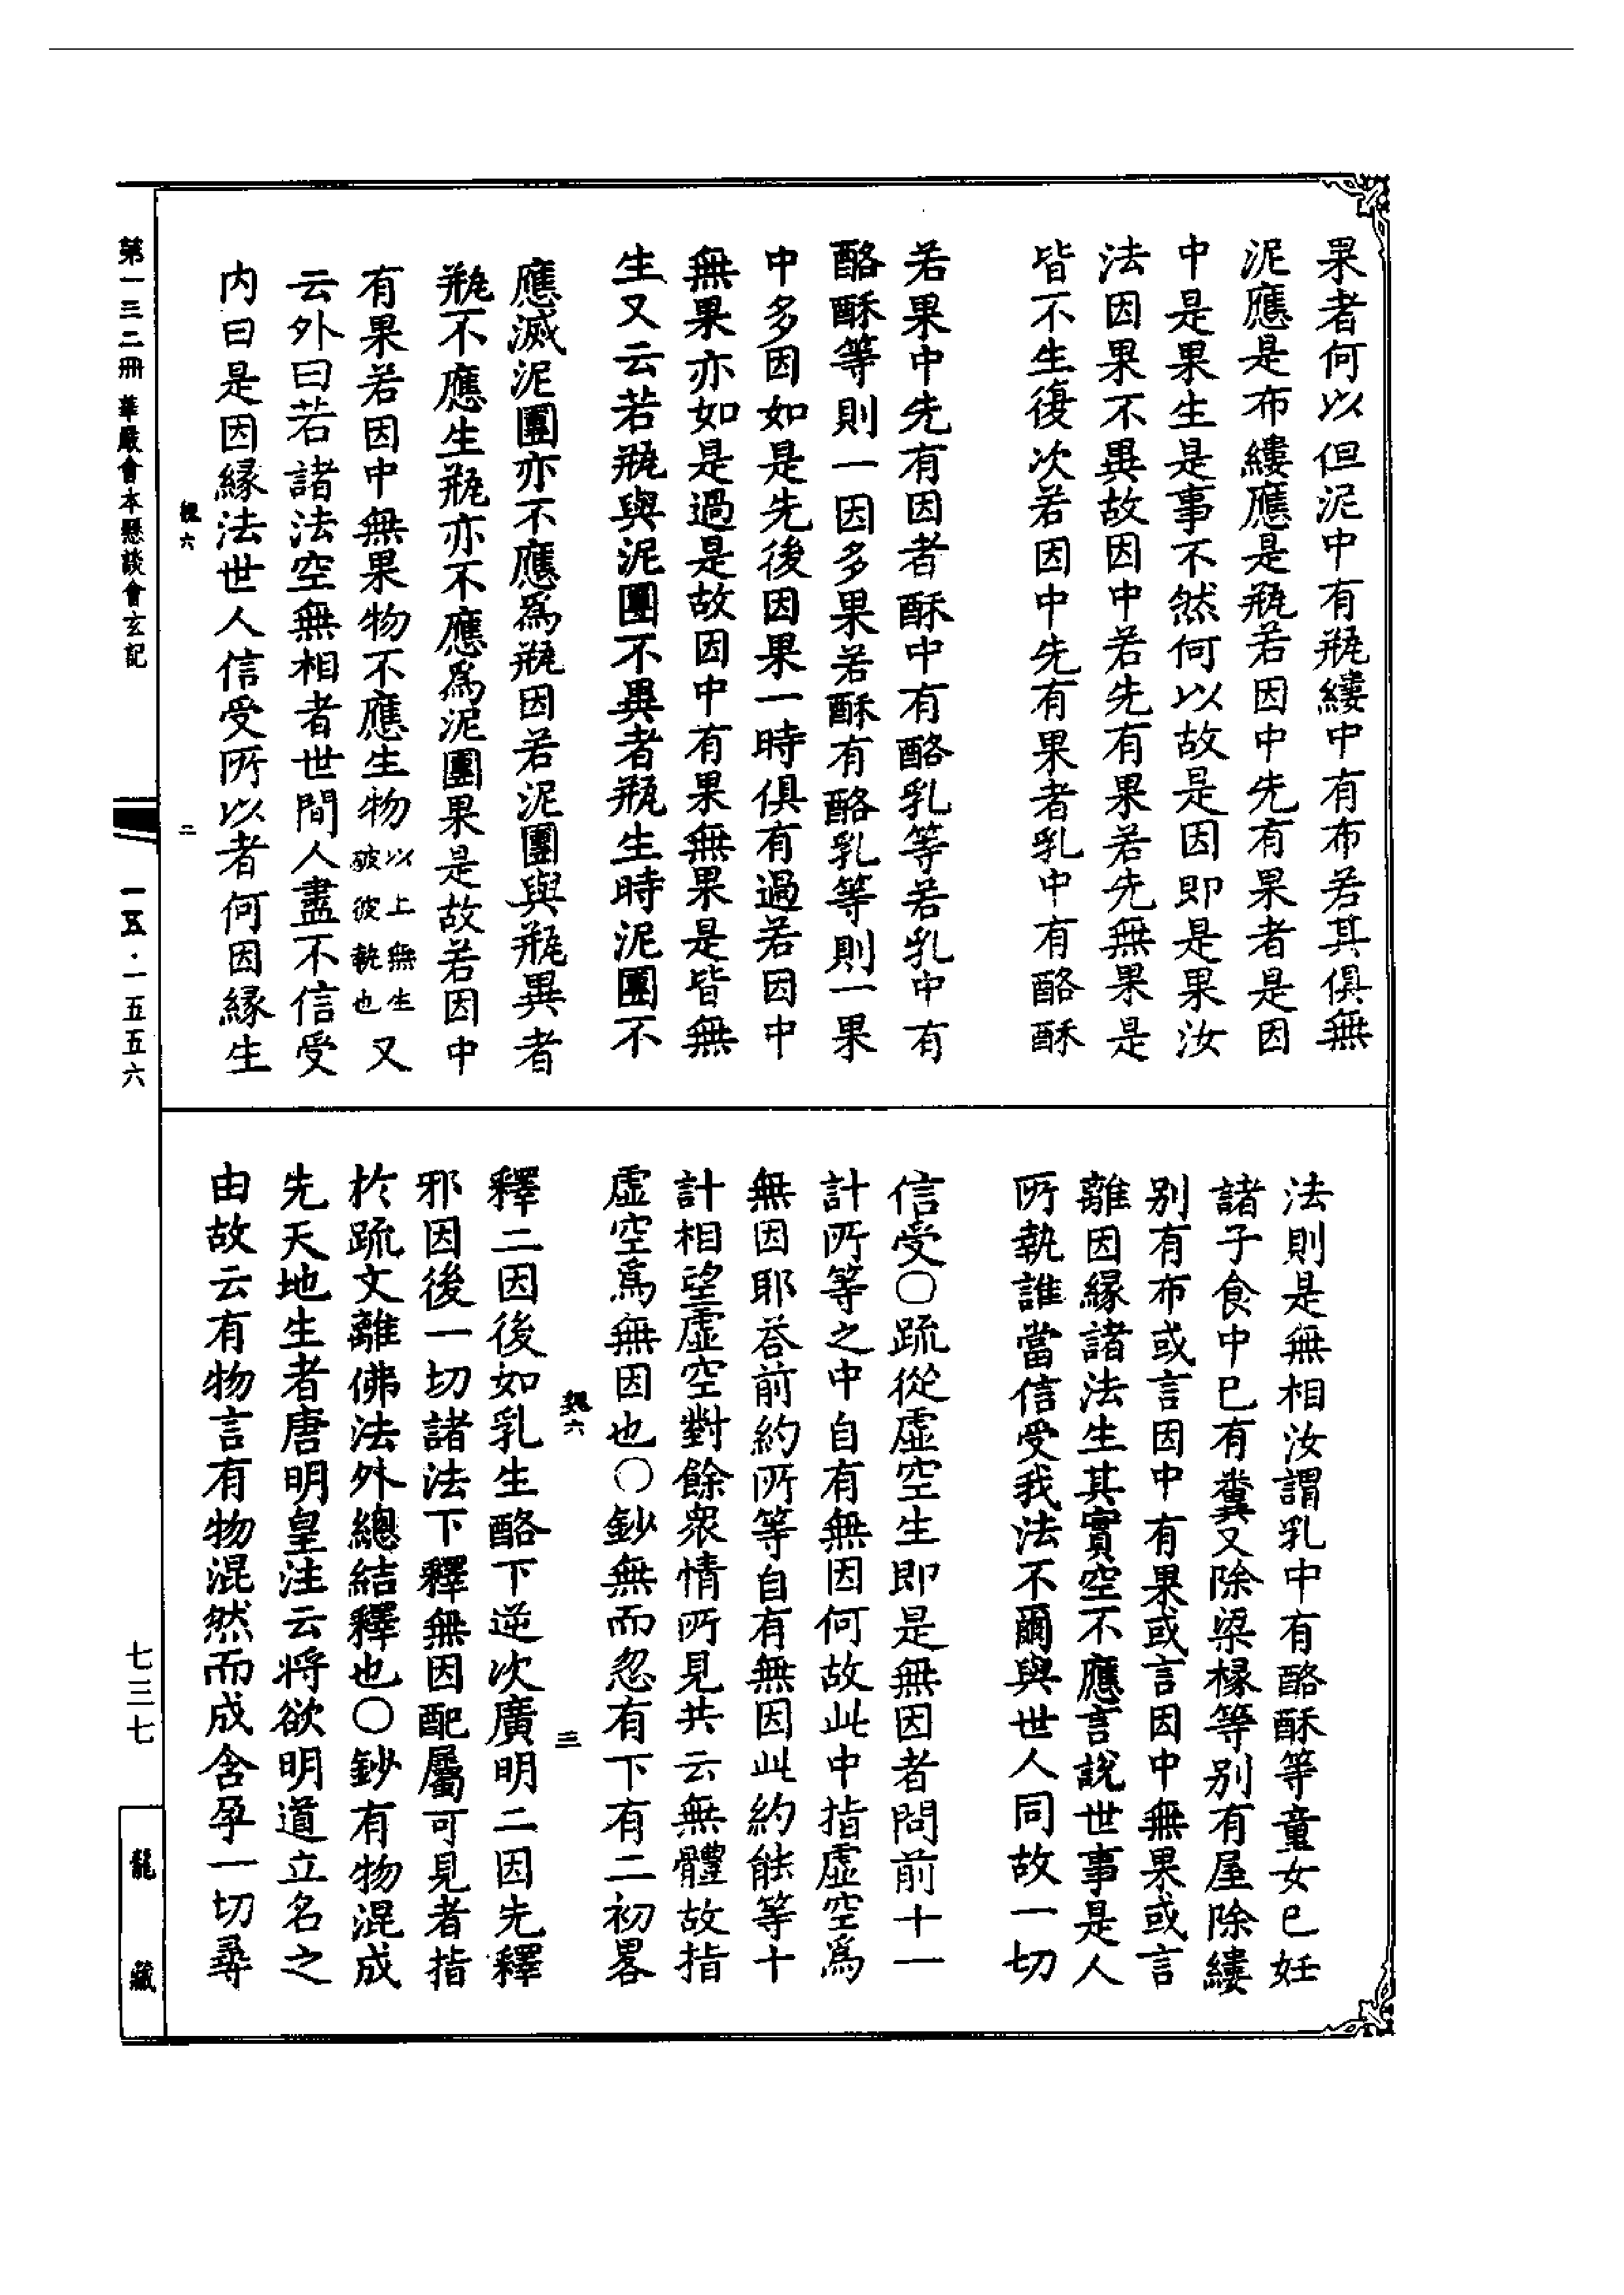 果者何以但泥中有瓶縷中有布若其俱無
泥應是布縷應是瓶若因中先有果者是因
中是果生是事不然何以故是因即是果汝
法因果不異故因中若先有果若先無果是
皆不生復次若因中先有果者乳中有酪酥
若果中先有因者酥中有酪乳等若乳中有
酪酥等則一因多果若酥有酪乳等則一果
中多因如是先後因果一時俱有過若因中
無果亦如是過是故因中有果無果是皆無
生又云若瓶與泥團不異者瓶生時泥團不
應滅泥團亦不應爲瓶因若泥團與瓶異者
瓶不應生瓶亦不應爲泥團果是故若因中
有果若因中無果物不應生物以上無生破彼執也又
云外曰若諸法空無相者世間人盡不信受
内曰是因緣法世人信受所以者何因緣生
魏六 二
法則是無相汝謂乳中有酪酥等童女已妊
諸子食中已有糞又除梁椽等别有屋除縷
别有布或言因中有果或言因中無果或言
離因緣諸法生其實空不應言說世事是人
所執誰當信受我法不爾與世人同故一切
信受〇疏從虛空生即是無因者問前十一
計所等之中自有無因何故此中指虛空爲
無因耶荅前約所等自有無因此約能等十
計相望虛空對餘衆情所見共云無體故指
虛空爲無因也〇鈔無而忽有下有二初畧
魏六 三
釋二因後如乳生酪下逆次廣明二因先釋
邪因後一切諸法下釋無因配屬可見者指
於疏文離佛法外總結釋也〇鈔有物混成
先天地生者唐明皇注云將欲明道立名之
由故云有物言有物混然而成含孕一切尋
第一三二冊 華嚴會本懸談會玄記
一五·一五五六
七三七
龍藏